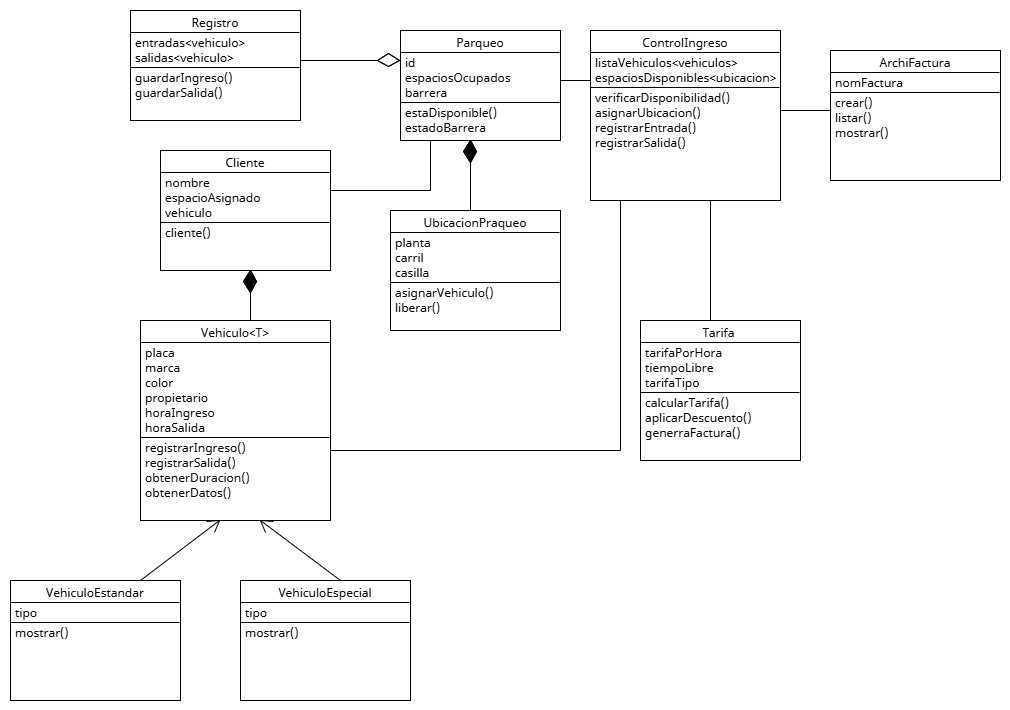 Registro
entradas<vehiculo>
salidas<vehiculo>
guardarIngreso()
guardarSalida()
Parqueo
id
espaciosOcupados
barrera
estaDisponible()
estadoBarrera
ControlIngreso
listaVehiculos<vehiculos>
espaciosDisponibles<ubicacion>
verificarDisponibilidad()
asignarUbicacion()
registrarEntrada()
registrarSalida()
ArchiFactura
nomFactura
crear()
listar()
mostrar()
Cliente
nombre
espacioAsignado
vehiculo
cliente()
UbicacionPraqueo
planta
carril
casilla
asignarVehiculo()
liberar()
Vehiculo<T>
placa
marca
color
propietario
horaIngreso
horaSalida
registrarIngreso()
registrarSalida()
obtenerDuracion()
obtenerDatos()
Tarifa
tarifaPorHora
tiempoLibre
tarifaTipo
calcularTarifa()
aplicarDescuento()
generraFactura()
VehiculoEstandar
tipo
mostrar()
VehiculoEspecial
tipo
mostrar()